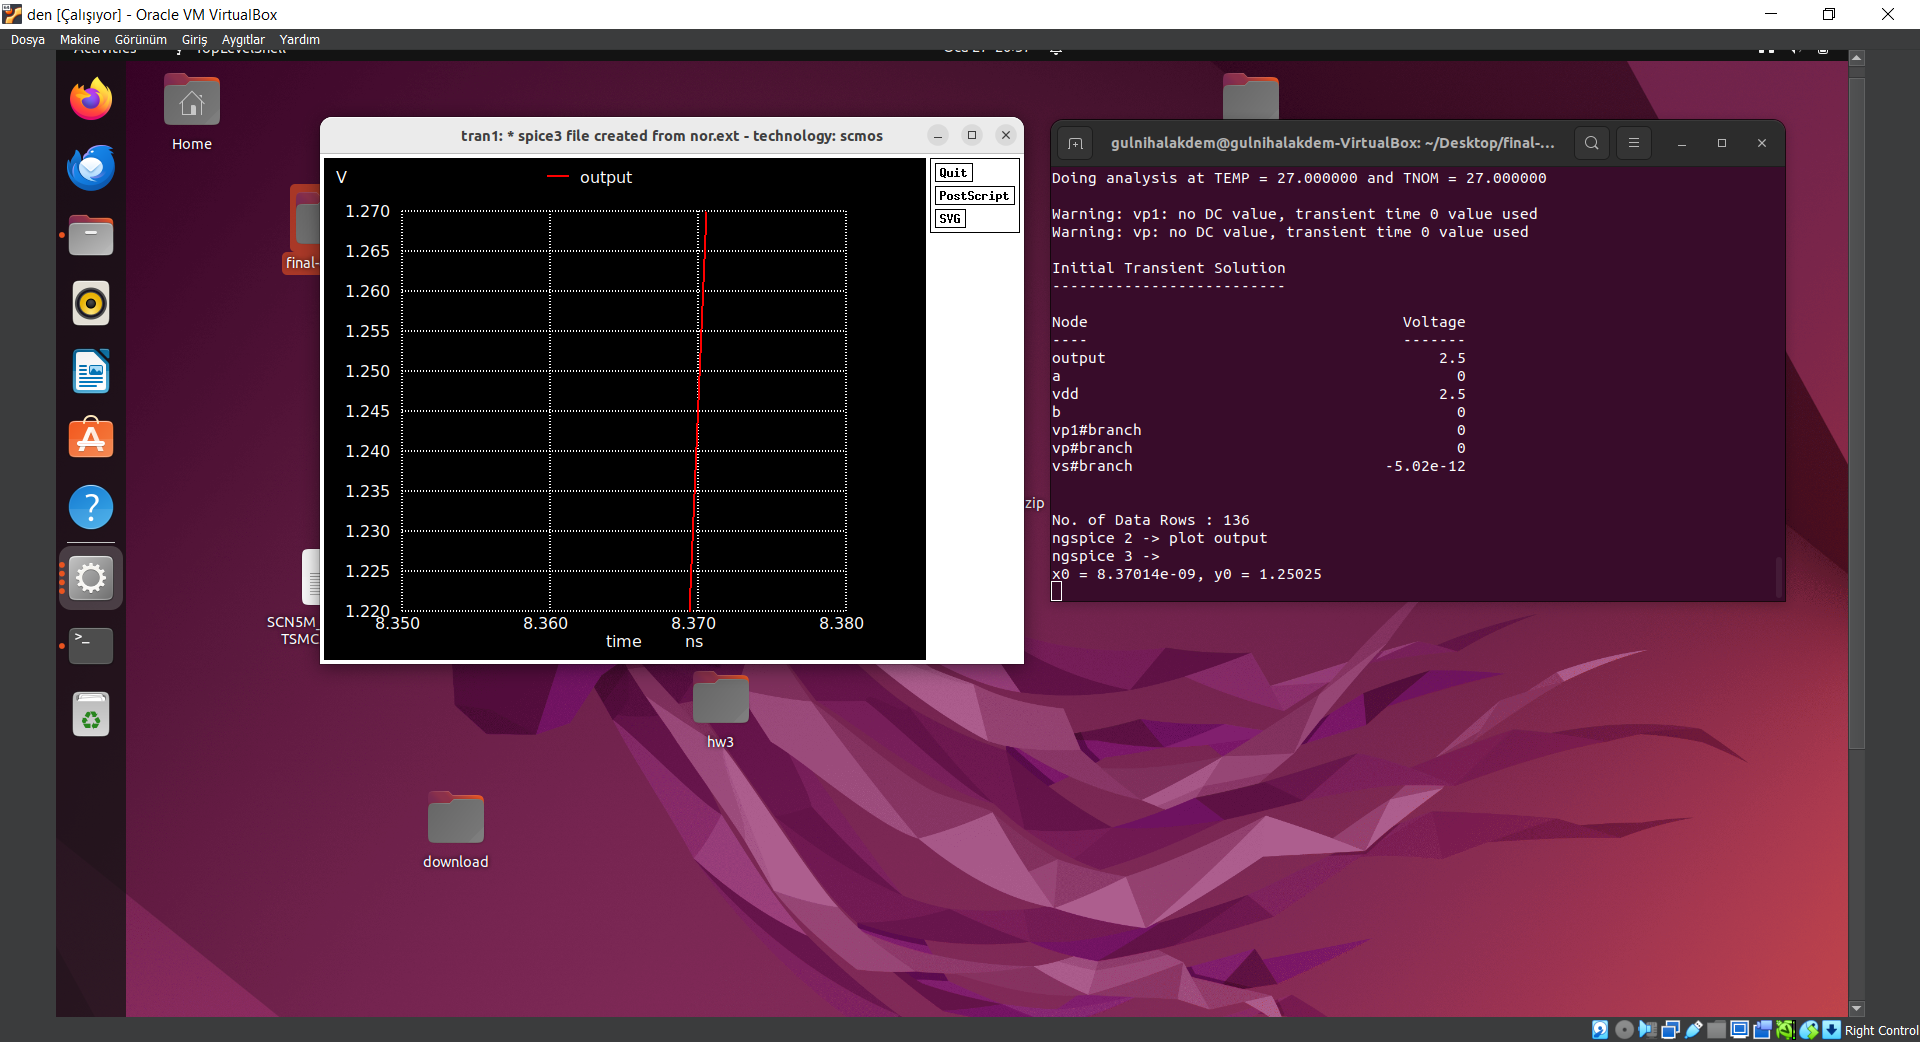 den [Çalışıyor] - Oracle VM VirtualBox
Dosya Makine Görünüm Giriş Aygıtlar Yardım
Activities TopLevelShell
Home
final-
tran1: * spice3 file created from nor.ext - technology: scmos
V
output
Quit
PostScript
SVG
1.270
1.265
1.260
1.255
1.250
1.245
1.240
1.235
1.230
1.225
1.220
8.350 8.360 8.370 8.380
time ns
SCN5M_
TSMC
zip
gulnihalakdem@gulnihalakdem-VirtualBox: ~/Desktop/final-...
Doing analysis at TEMP = 27.000000 and TNOM = 27.000000
Warning: vp1: no DC value, transient time 0 value used
Warning: vp: no DC value, transient time 0 value used
Initial Transient Solution
--------------------------
Node Voltage
---- -------
output 2.5
a 0
vdd 2.5
b 0
vp1#branch 0
vp#branch 0
vs#branch -5.02e-12
No. of Data Rows : 136
ngspice 2 -> plot output
ngspice 3 ->
x0 = 8.37014e-09, y0 = 1.25025
hw3
download
Right Control